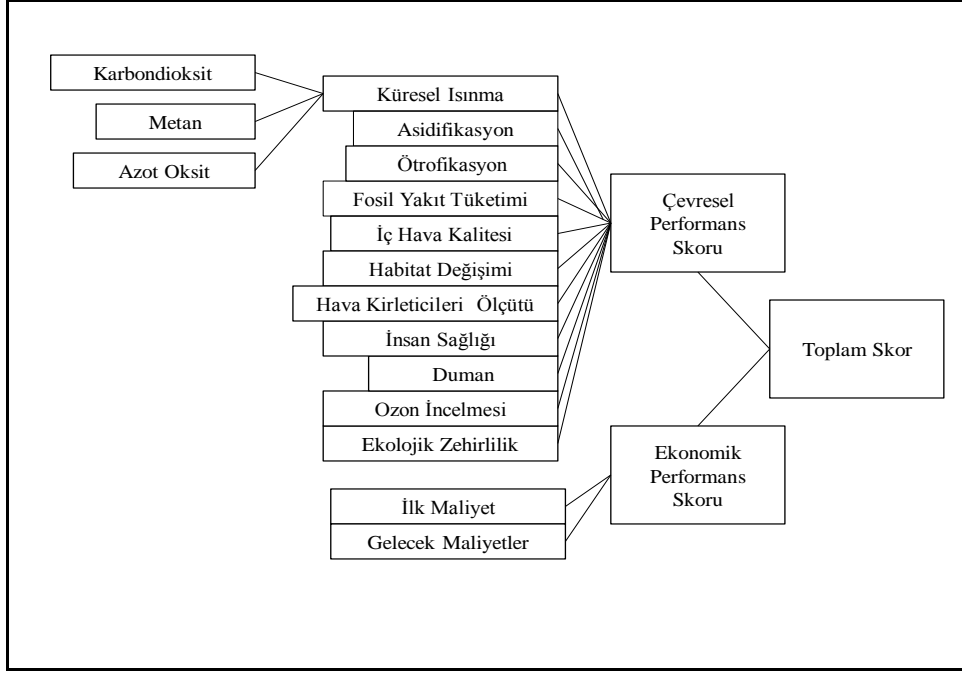 Karbondioksit
Metan
Azot Oksit
Küresel Isınma
Asidifikasyon
Ötrofikasyon
Fosil Yakıt Tüketimi
İç Hava Kalitesi
Habitat Değişimi
Hava Kirleticileri Ölçütü
İnsan Sağlığı
Duman
Ozon İncelmesi
Ekolojik Zehirlilik
İlk Maliyet
Gelecek Maliyetler
Çevresel
Performans
Skoru
Ekonomik
Performans
Skoru
Toplam Skor